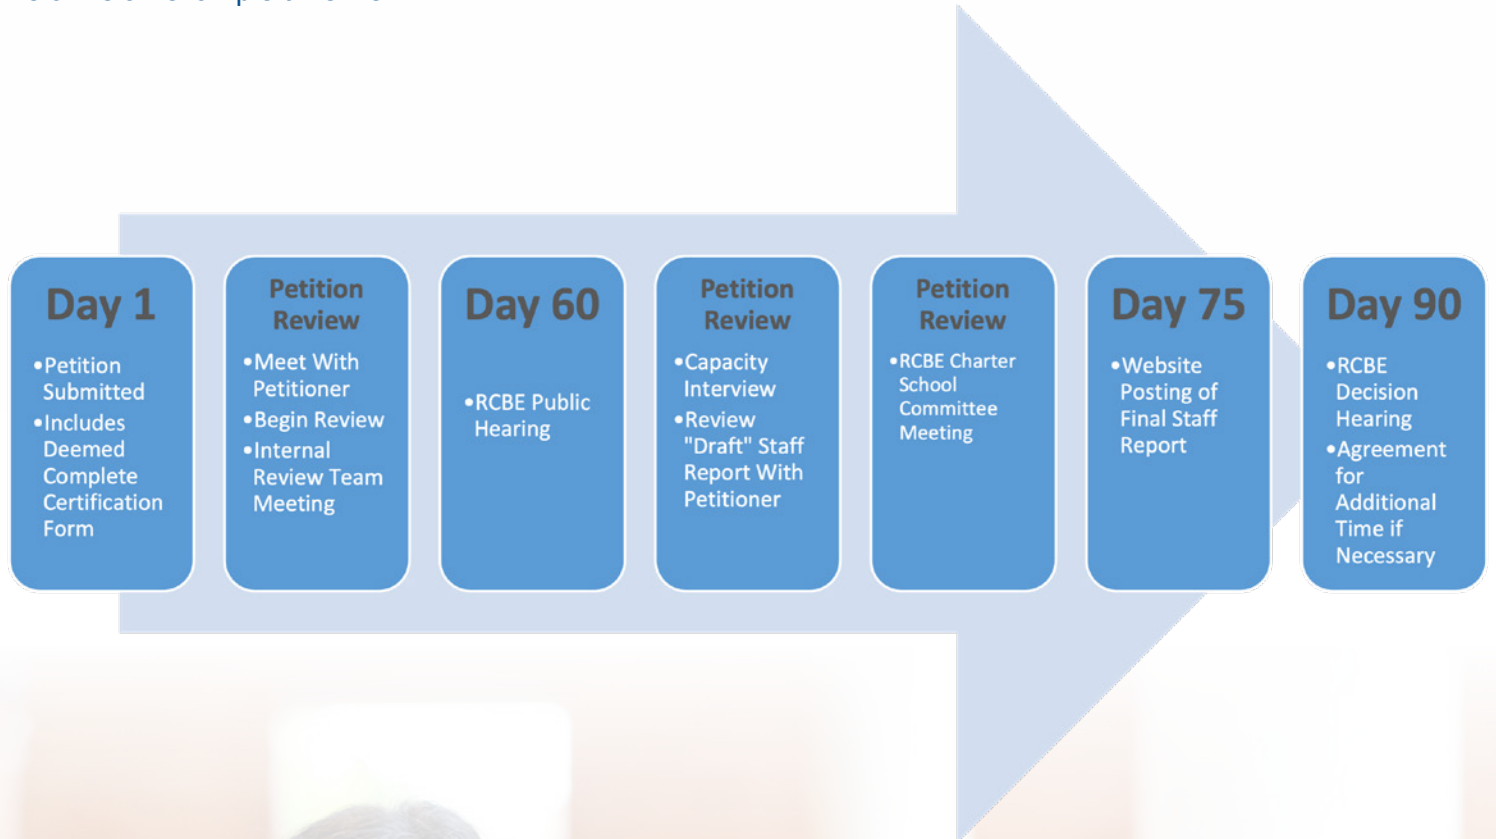 Day 1
•Petition
Submitted
•Includes
Deemed
Complete
Certification
Form
Petition
Review
•Meet With
Petitioner
•Begin Review
•Internal
Review Team
Meeting
Day 60
•RCBE Public
Hearing
Petition
Review
•Capacity
Interview
•Review
"Draft" Staff
Report With
Petitioner
Petition
Review
•RCBE Charter
School
Committee
Meeting
Day 75
•Website
Posting of
Final Staff
Report
Day 90
•RCBE
Decision
Hearing
•Agreement
for
Additional
Time if
Necessary